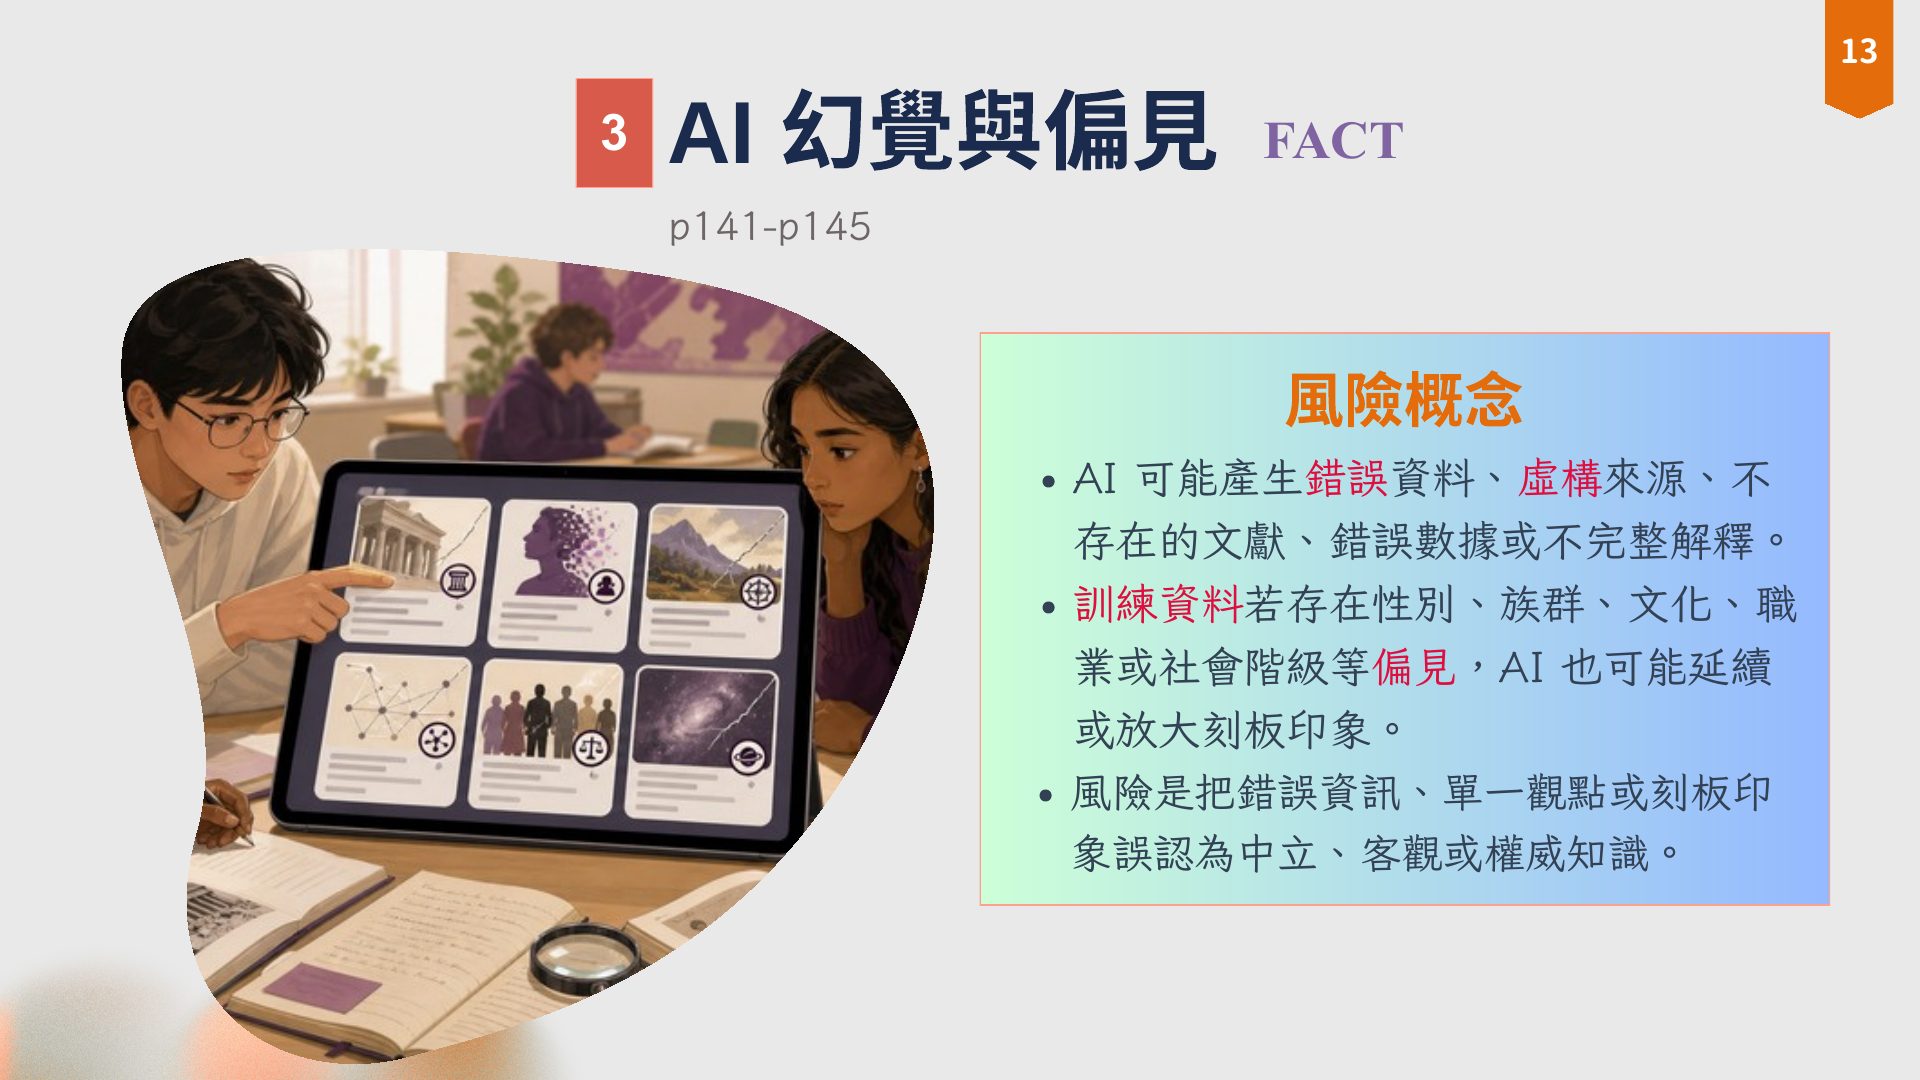 13
3 AI 幻覺與偏見 FACT
p141-p145
風險概念
• AI 可能產生錯誤資料、虛構來源、不
存在的文獻、錯誤數據或不完整解釋。
• 訓練資料若存在性別、族群、文化、職
業或社會階級等偏見，AI 也可能延續
或放大刻板印象。
• 風險是把錯誤資訊、單一觀點或刻板印
象誤認為中立、客觀或權威知識。